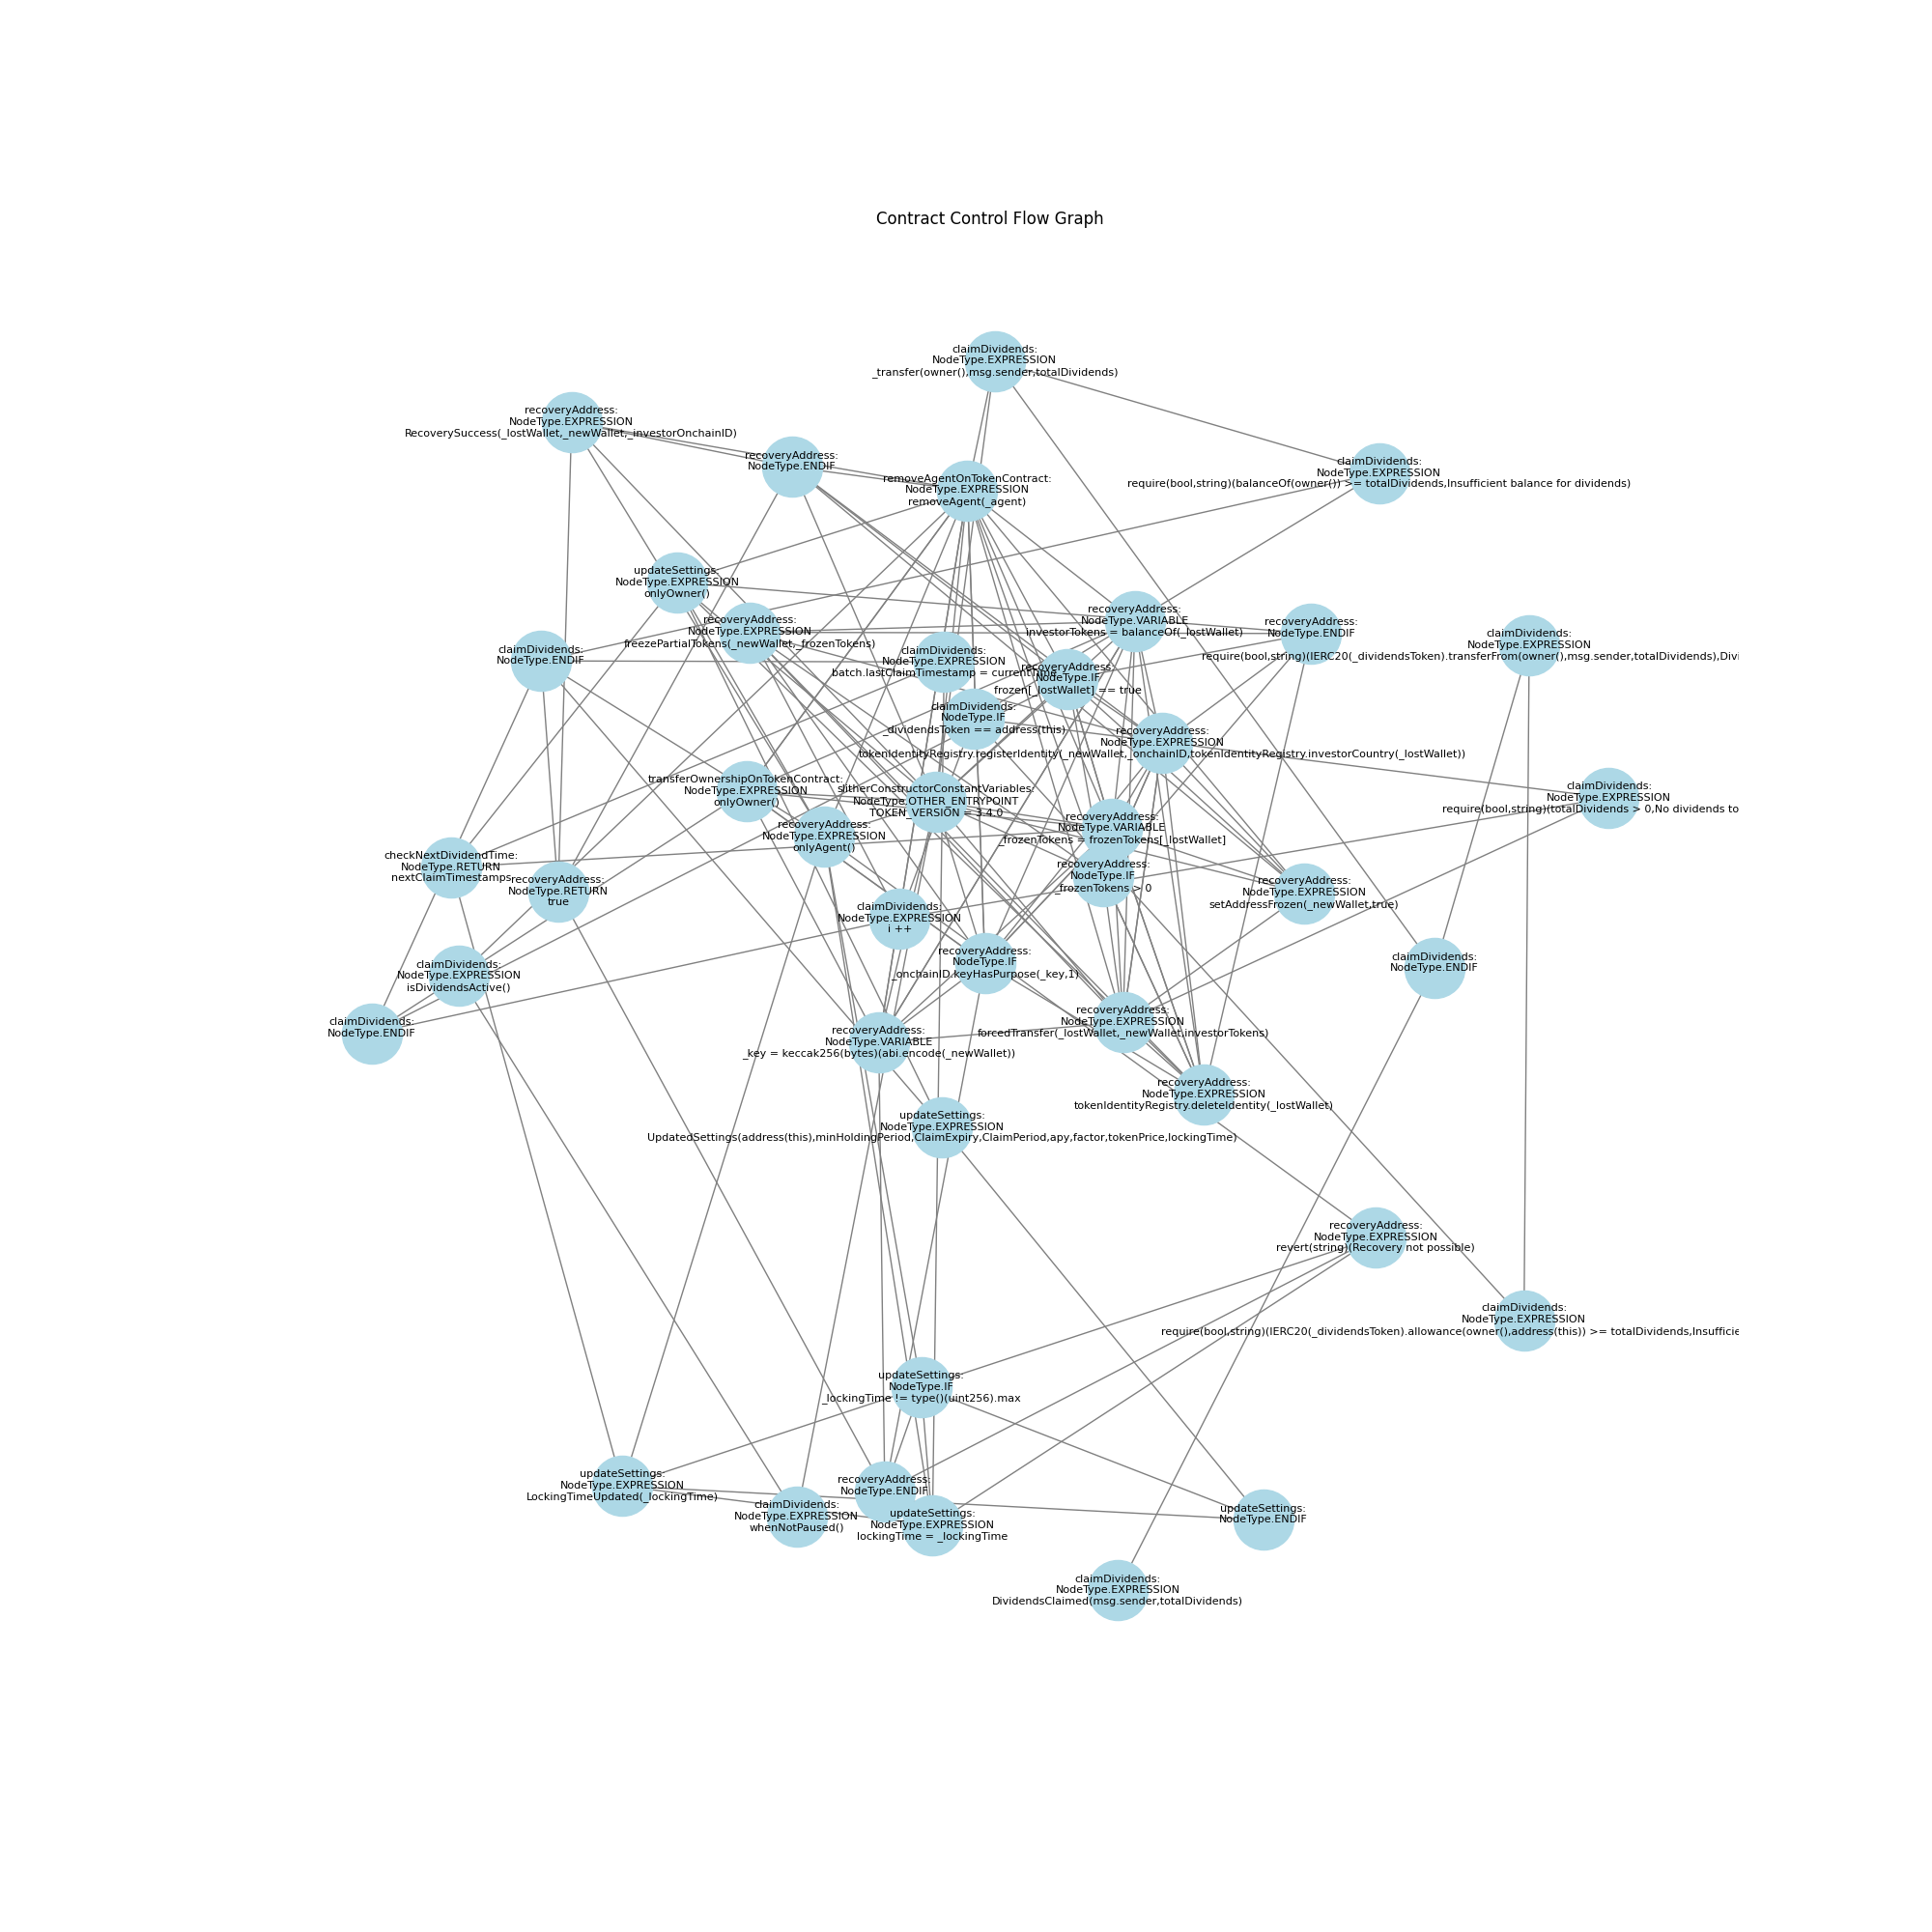 Contract Control Flow Graph
claimDividends:
NodeType.EXPRESSION
_transfer(owner(),msg.sender,totalDividends)
recoveryAddress:
NodeType.EXPRESSION
RecoverySuccess(_lostWallet,_newWallet,_investorOnchainID)
recoveryAddress:
NodeType.ENDIF
claimDividends:
NodeType.EXPRESSION
require(bool,string)(balanceOf(owner()) >= totalDividends,Insufficient balance for dividends)
removeAgentOnTokenContract:
NodeType.EXPRESSION
removeAgent(_agent)
updateSettings:
NodeType.EXPRESSION
onlyOwner()
recoveryAddress:
NodeType.EXPRESSION
freezePartialTokens(_newWallet,_frozenTokens)
recoveryAddress:
NodeType.VARIABLE
investorTokens = balanceOf(_lostWallet)
recoveryAddress:
NodeType.ENDIF
claimDividends:
NodeType.EXPRESSION
require(bool,string)(IERC20(_dividendsToken).transferFrom(owner(),msg.sender,totalDividends),Divi
claimDividends:
NodeType.ENDIF
claimDividends:
NodeType.EXPRESSION
batch.lastClaimTimestamp = currentTime
recoveryAddress:
NodeType.IF
frozen[_lostWallet] == true
claimDividends:
NodeType.IF
_dividendsToken == address(this)
recoveryAddress:
NodeType.EXPRESSION
tokenIdentityRegistry.registerIdentity(_newWallet,_onchainID,tokenIdentityRegistry.investorCountry(_lostWallet))
transferOwnershipOnTokenContract:
NodeType.EXPRESSION
onlyOwner()
slitherConstructorConstantVariables:
NodeType.OTHER_ENTRYPOINT
TOKEN_VERSION = 3.4.0
claimDividends:
NodeType.EXPRESSION
require(bool,string)(totalDividends > 0,No dividends to
recoveryAddress:
NodeType.EXPRESSION
onlyAgent()
recoveryAddress:
NodeType.VARIABLE
_frozenTokens = frozenTokens[_lostWallet]
checkNextDividendTime:
NodeType.RETURN
nextClaimTimestamps
recoveryAddress:
NodeType.RETURN
true
recoveryAddress:
NodeType.IF
_frozenTokens > 0
recoveryAddress:
NodeType.EXPRESSION
setAddressFrozen(_newWallet,true)
claimDividends:
NodeType.EXPRESSION
i ++
recoveryAddress:
NodeType.IF
_onchainID.keyHasPurpose(_key,1)
claimDividends:
NodeType.ENDIF
claimDividends:
NodeType.EXPRESSION
isDividendsActive()
claimDividends:
NodeType.ENDIF
recoveryAddress:
NodeType.EXPRESSION
forcedTransfer(_lostWallet,_newWallet,investorTokens)
recoveryAddress:
NodeType.VARIABLE
_key = keccak256(bytes)(abi.encode(_newWallet))
recoveryAddress:
NodeType.EXPRESSION
tokenIdentityRegistry.deleteIdentity(_lostWallet)
updateSettings:
NodeType.EXPRESSION
UpdatedSettings(address(this),minHoldingPeriod,ClaimExpiry,ClaimPeriod,apy,factor,tokenPrice,lockingTime)
recoveryAddress:
NodeType.EXPRESSION
revert(string)(Recovery not possible)
claimDividends:
NodeType.EXPRESSION
require(bool,string)(IERC20(_dividendsToken).allowance(owner(),address(this)) >= totalDividends,Insufficie
updateSettings:
NodeType.IF
_lockingTime != type()(uint256).max
updateSettings:
NodeType.EXPRESSION
LockingTimeUpdated(_lockingTime)
recoveryAddress:
NodeType.ENDIF
claimDividends:
NodeType.EXPRESSION
whenNotPaused()
updateSettings:
NodeType.EXPRESSION
lockingTime = _lockingTime
updateSettings:
NodeType.ENDIF
claimDividends:
NodeType.EXPRESSION
DividendsClaimed(msg.sender,totalDividends)